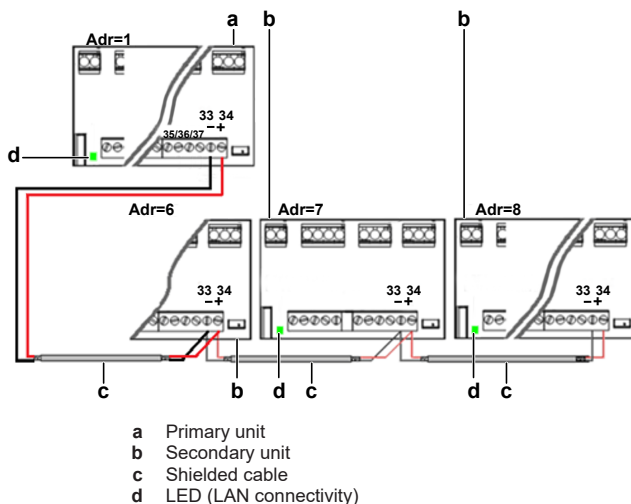 a b b
Adr=1
33 34
35/36/37 −+
d
Adr=6 Adr=7 Adr=8
33 34 33 34 33 34
−+ −+ −+
c b d c d c
a Primary unit
b Secondary unit
c Shielded cable
d LED (LAN connectivity)